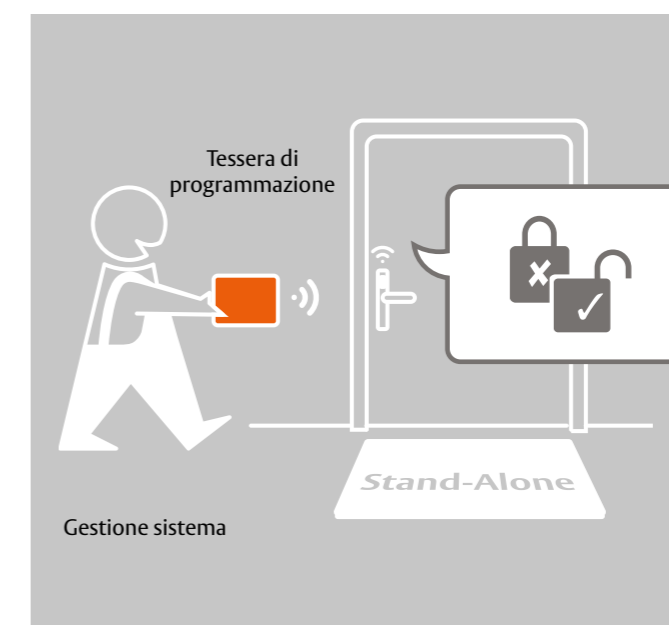 Tessera di
programmazione
Stand-Alone
Gestione sistema